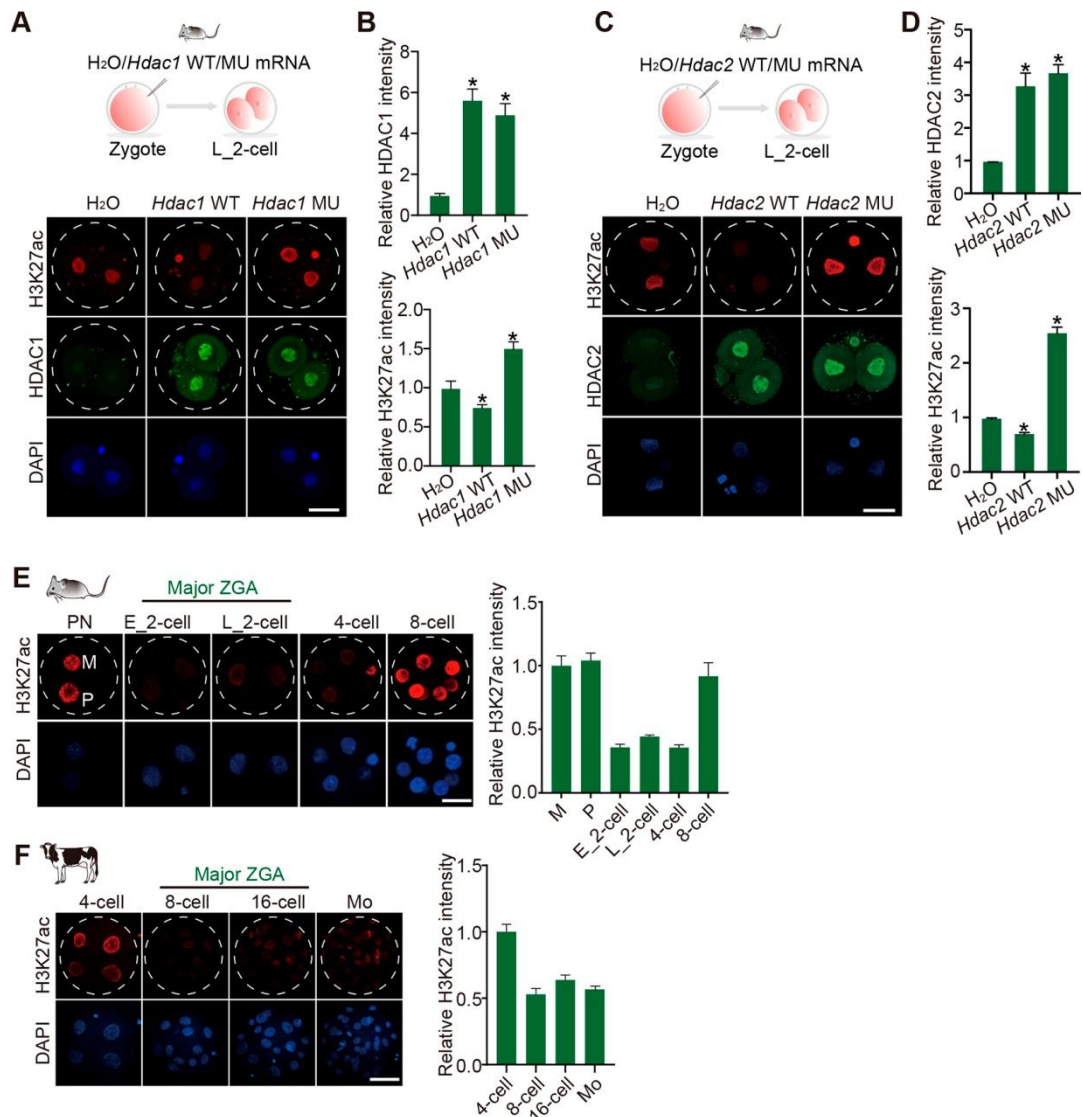 A
H₂O/Hdac1 WT/MU mRNA
Zygote
L_2-cell
H₂O
Hdac1 WT
Hdac1 MU
H3K27ac
HDAC1
DAPI
B
Relative HDAC1 intensity
8
6
4
2
0
*
*
H₂O
Hdac1 WT
Hdac1 MU
Relative H3K27ac intensity
2.0
1.5
1.0
0.5
0.0
*
*
H₂O
Hdac1 WT
Hdac1 MU
C
H₂O/Hdac2 WT/MU mRNA
Zygote
L_2-cell
H₂O
Hdac2 WT
Hdac2 MU
H3K27ac
HDAC2
DAPI
D
Relative HDAC2 intensity
5
4
3
2
1
0
*
*
H₂O
Hdac2 WT
Hdac2 MU
Relative H3K27ac intensity
3
2
1
0
*
*
H₂O
Hdac2 WT
Hdac2 MU
E
Major ZGA
PN
E_2-cell
L_2-cell
4-cell
8-cell
H3K27ac
M
P
DAPI
Relative H3K27ac intensity
1.5
1.0
0.5
0.0
M
P
E_2-cell
L_2-cell
4-cell
8-cell
F
Major ZGA
4-cell
8-cell
16-cell
Mo
H3K27ac
DAPI
Relative H3K27ac intensity
1.5
1.0
0.5
0.0
4-cell
8-cell
16-cell
Mo